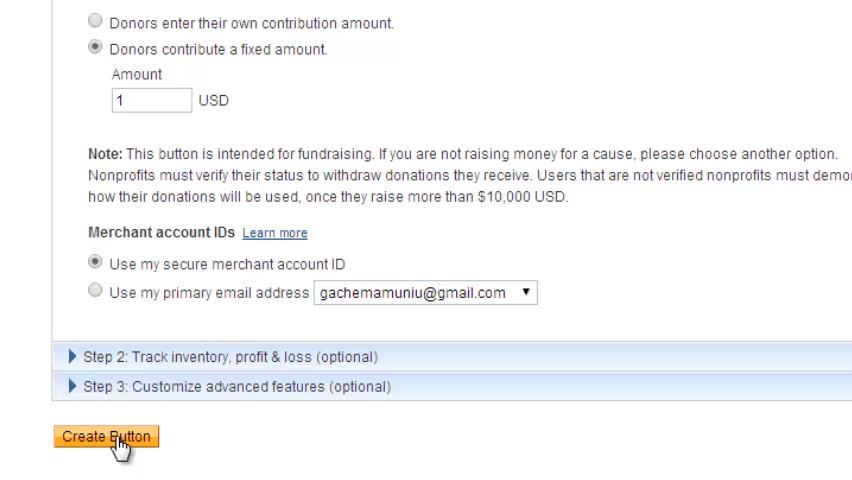 Donors enter their own contribution amount.
Donors contribute a fixed amount.
Amount
1 USD
Note: This button is intended for fundraising. If you are not raising money for a cause, please choose another option.
Nonprofits must verify their status to withdraw donations they receive. Users that are not verified nonprofits must demo
how their donations will be used, once they raise more than $10,000 USD.
Merchant account IDs Learn more
Use my secure merchant account ID
Use my primary email address gachemamuniu@gmail.com
Step 2: Track inventory, profit & loss (optional)
Step 3: Customize advanced features (optional)
Create Button